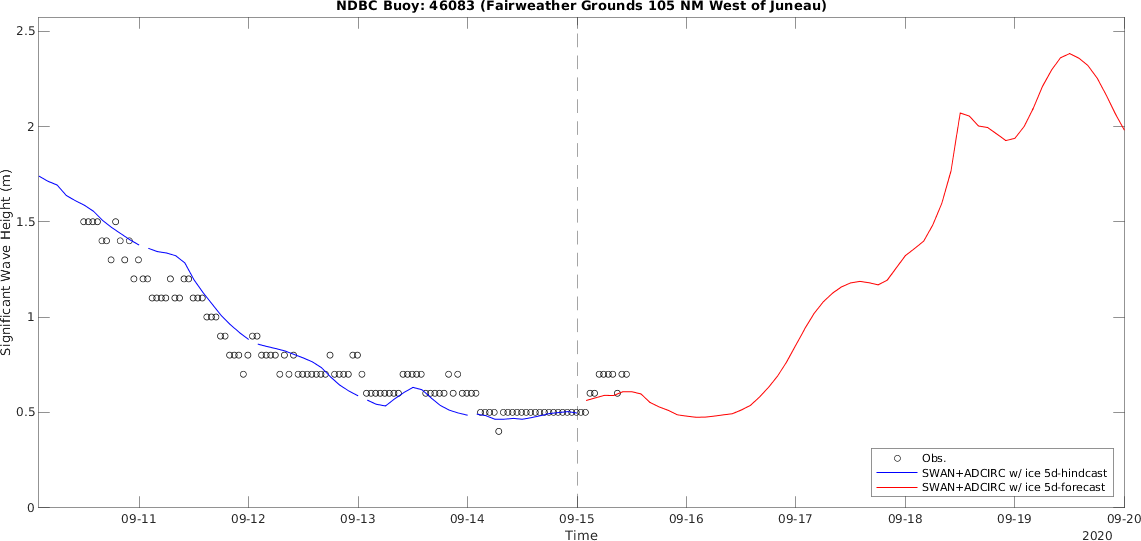 NDBC Buoy: 46083 (Fairweather Grounds 105 NM West of Juneau)
Significant Wave Height (m)
2.5
2
1.5
1
0.5
0
Obs.
SWAN+ADCIRC w/ ice 5d-hindcast
SWAN+ADCIRC w/ ice 5d-forecast
09-11 09-12 09-13 09-14 09-15 09-16 09-17 09-18 09-19 09-20
Time
2020